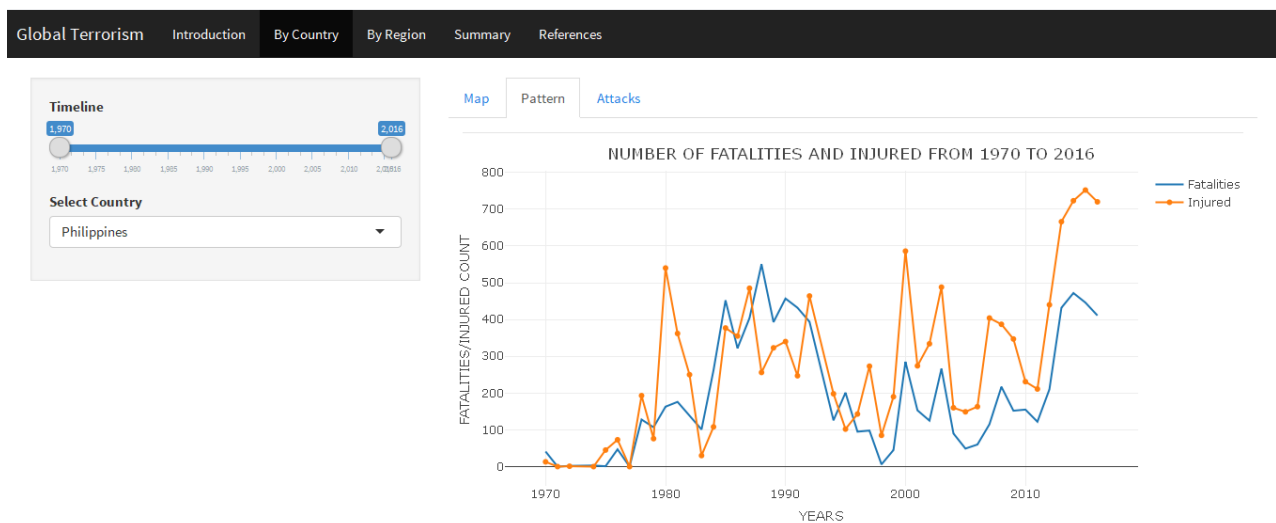 Global Terrorism Introduction By Country By Region Summary References
Timeline
1,970 2,016
1,970 1,975 1,980 1,985 1,990 1,995 2,000 2,005 2,010
Select Country
Philippines
Map Pattern Attacks
NUMBER OF FATALITIES AND INJURED FROM 1970 TO 2016
Fatalities
Injured
FATALITIES/INJURED COUNT
800
700
600
500
400
300
200
100
0
1970 1980 1990 2000 2010
YEARS